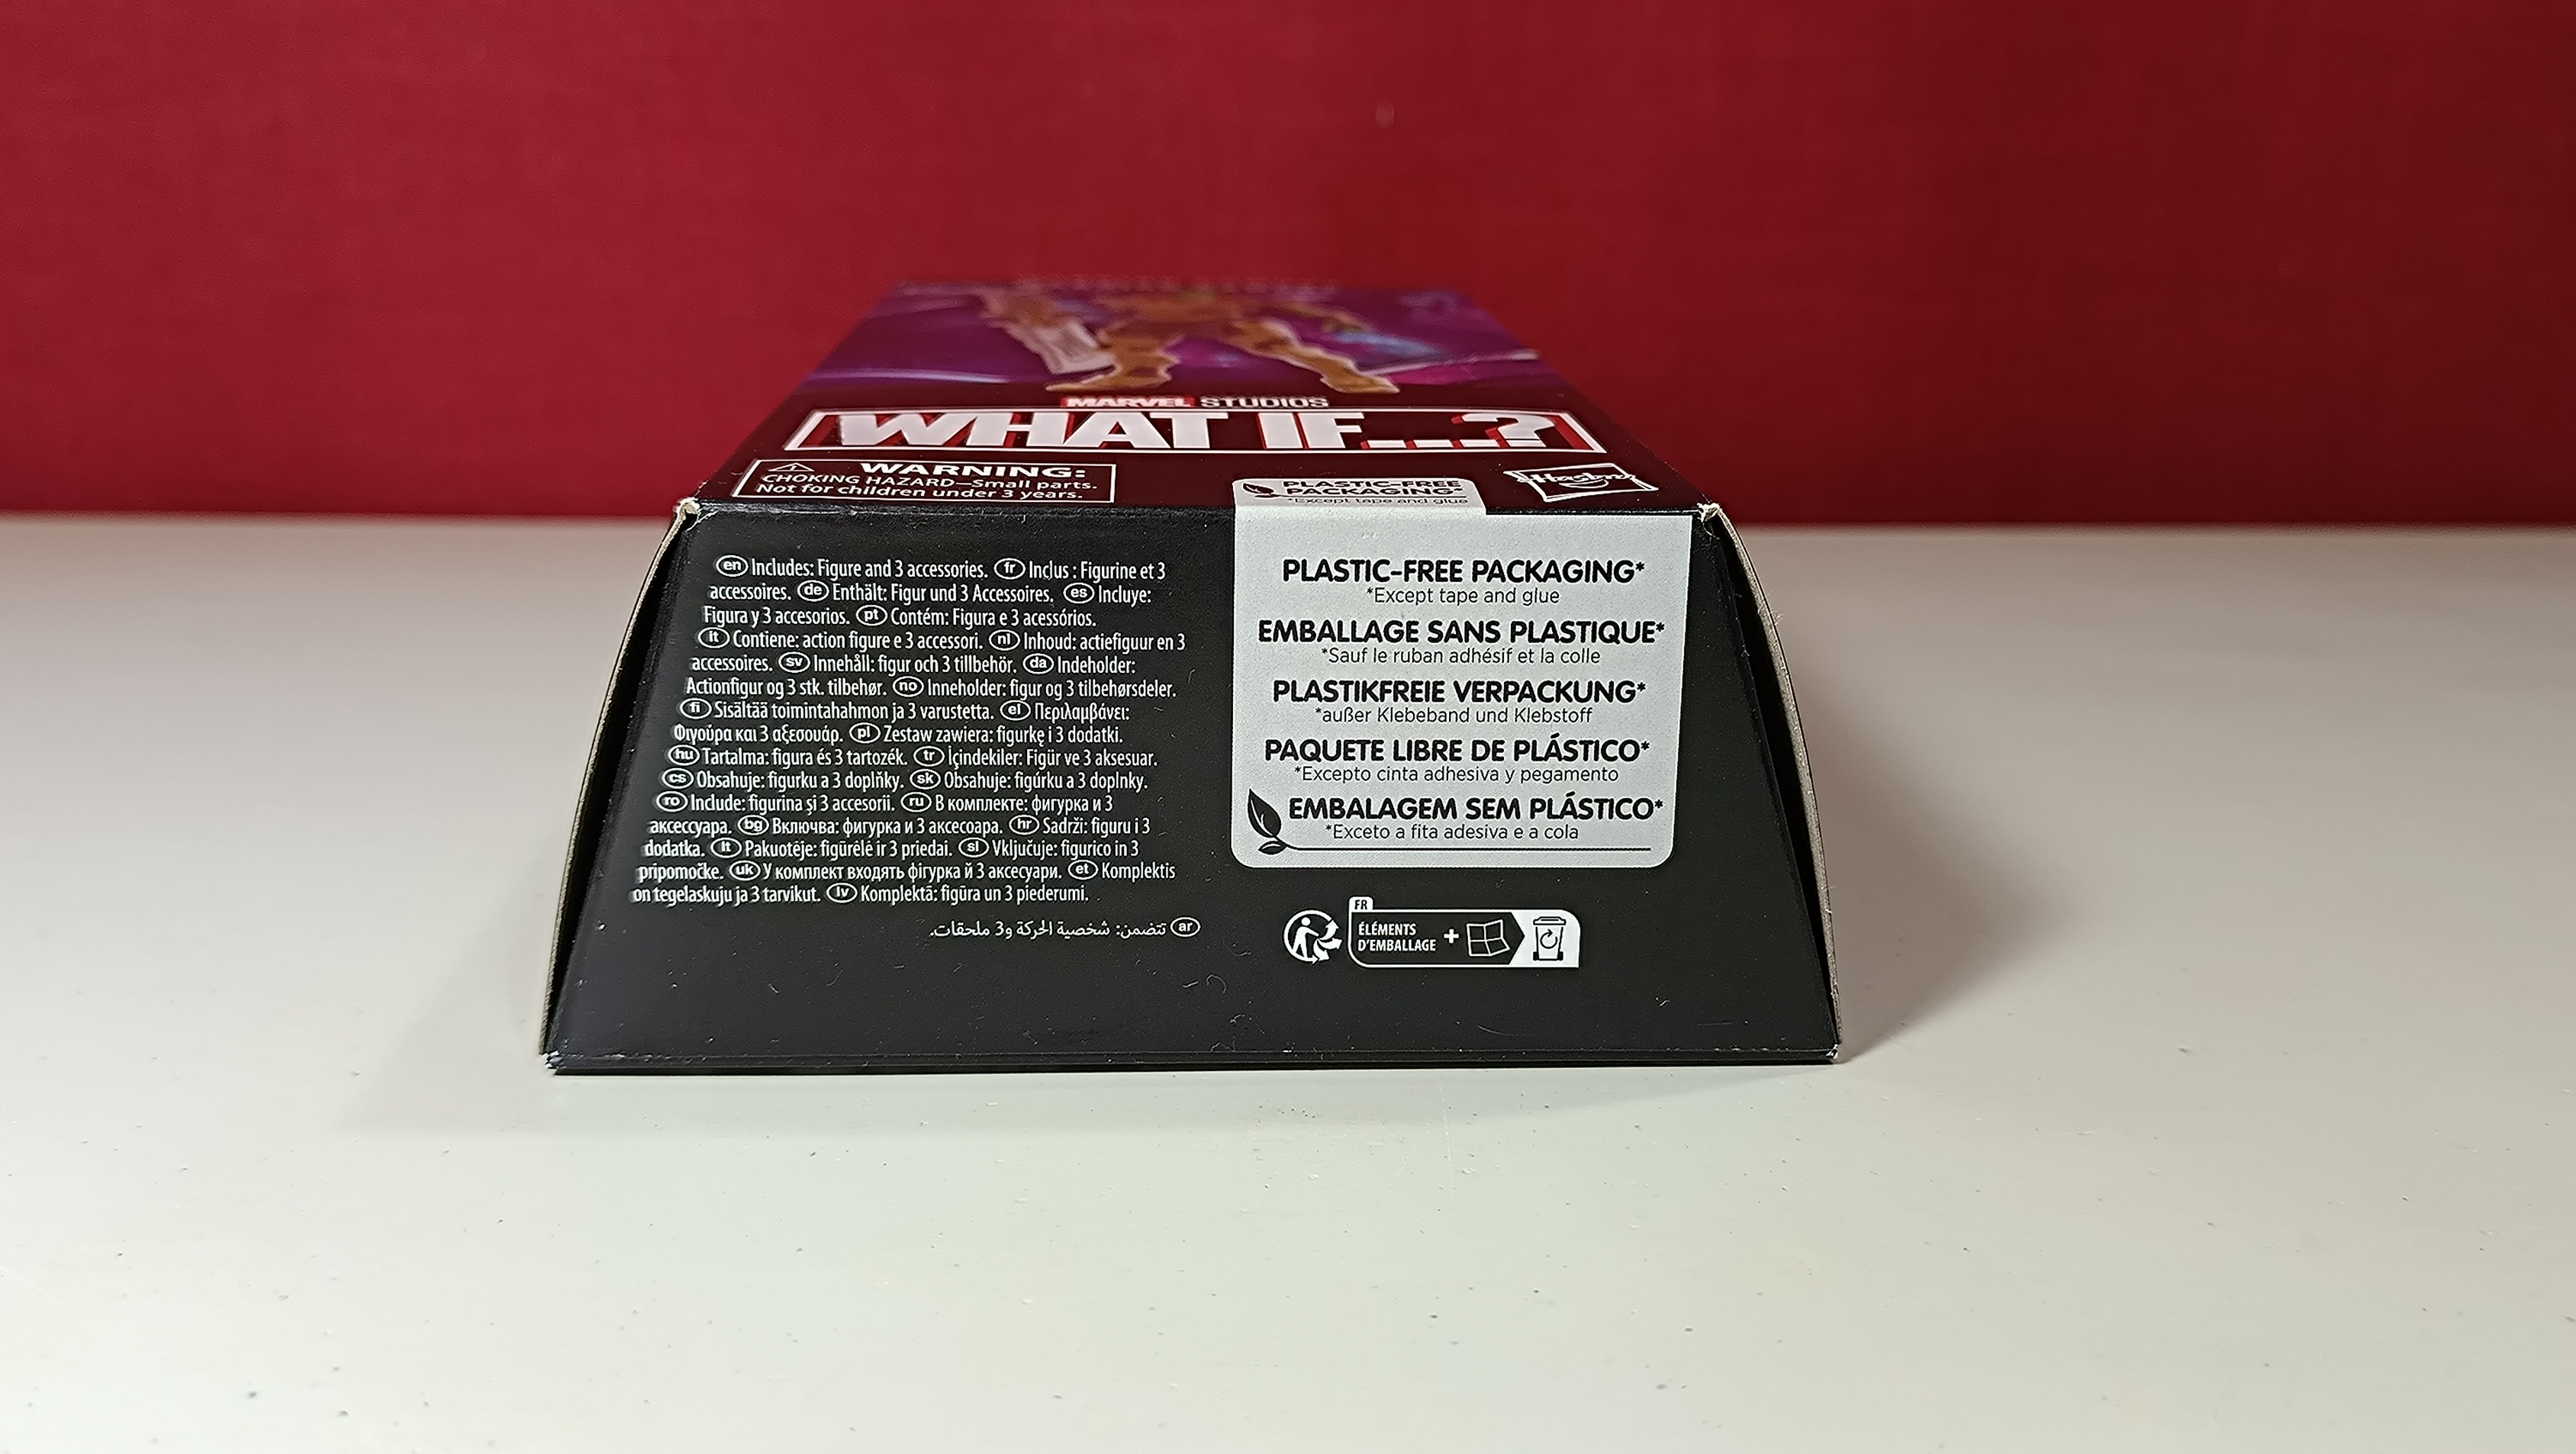 MARVEL STUDIOS
WHAT IF...?
WARNING:
CHOKING HAZARD—Small parts.
Not for children under 3 years.
PLASTIC-FREE
PACKAGING*
*Except tape and glue
Hasbro
en Includes: Figure and 3 accessories. fr Inclus : Figurine et 3
accessoires. de Enthält: Figur und 3 Accessoires. es Incluye:
Figura y 3 accesorios. pt Contém: Figura e 3 acessórios.
it Contiene: action figure e 3 accessori. nl Inhoud: actiefiguur en 3
accessoires. sv Innehåll: figur och 3 tillbehör. da Indeholder:
Actionfigur og 3 stk. tilbehør. no Inneholder: figur og 3 tilbehørsdeler.
fi Sisältää toimintahahmon ja 3 varustetta. el Περιλαμβάνει:
Φιγούρα και 3 αξεσουάρ. pl Zestaw zawiera: figurkę i 3 dodatki.
hu Tartalma: figura és 3 tartozék. tr İçindekiler: Figür ve 3 aksesuar.
cs Obsahuje: figurku a 3 doplňky. sk Obsahuje: figúrku a 3 doplnky.
ro Include: figurina și 3 accesorii. ru В комплекте: фигурка и 3
аксессуара. bg Включва: фигурка и 3 аксесоара. hr Sadrži: figuru i 3
dodatka. lt Pakuotėje: figūrėlė ir 3 priedai. sl Vključuje: figurico in 3
pripomočke. uk У комплект входять фігурка й 3 аксесуари. et Komplektis
on tegelaskuju ja 3 tarvikut. lv Komplektā: figūra un 3 piederumi.
ar تتضمن: شخصية الحركة و3 ملحقات.
PLASTIC-FREE PACKAGING*
*Except tape and glue
EMBALLAGE SANS PLASTIQUE*
*Sauf le ruban adhésif et la colle
PLASTIKFREIE VERPACKUNG*
*außer Klebeband und Klebstoff
PAQUETE LIBRE DE PLÁSTICO*
*Excepto cinta adhesiva y pegamento
EMBALAGEM SEM PLÁSTICO*
*Exceto a fita adesiva e a cola
FR
ÉLÉMENTS
D'EMBALLAGE +